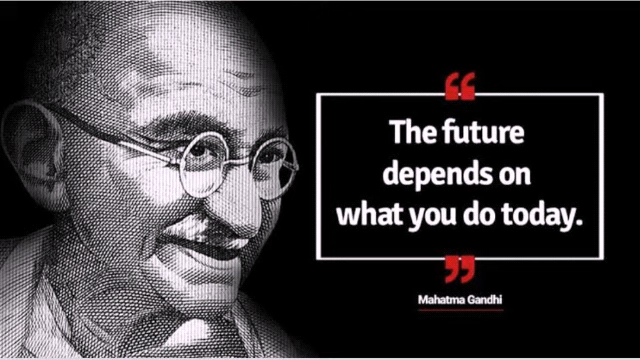 The future
depends on
what you do today.
Mahatma Gandhi